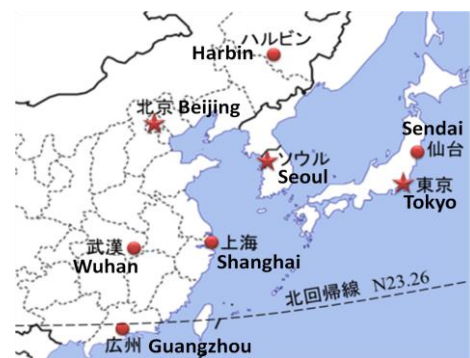 ハルビン
Harbin
北京 Beijing
Sendai
仙台
ソウル
Seoul
東京
Tokyo
武漢
Wuhan
上海
Shanghai
北回帰線 N23.26
広州 Guangzhou